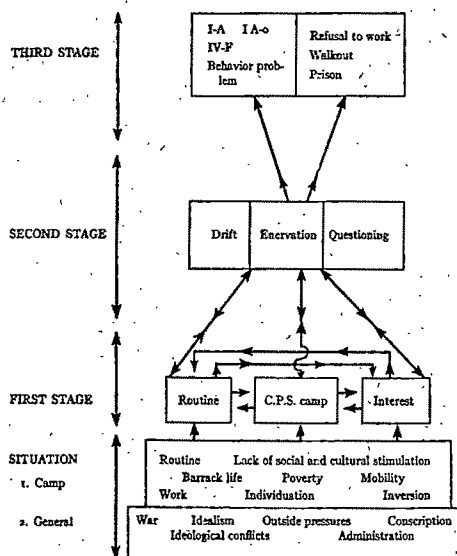 THIRD STAGE
I-A I A-o
IV-F
Behavior prob-
lem
Refusal to work
Walkout
Prison
SECOND STAGE
Drift
Enervation
Questioning
FIRST STAGE
Routine
C.P.S. camp
Interest
SITUATION
1. Camp
Routine Lack of social and cultural stimulation
Barrack life Poverty Mobility
Work Individuation Inversion
2. General
War Idealism Outside pressures Conscription
Ideological conflicts Administration